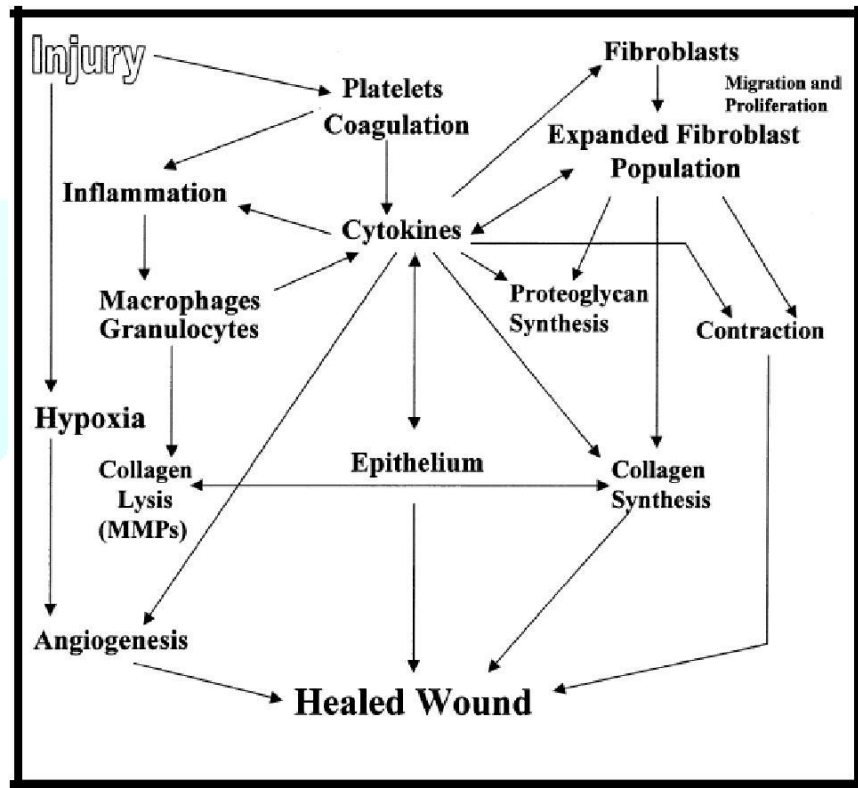 Injury
Fibroblasts
Platelets
Coagulation
Migration and
Proliferation
Expanded Fibroblast
Population
Inflammation
Cytokines
Macrophages
Granulocytes
Proteoglycan
Synthesis
Contraction
Hypoxia
Collagen
Lysis
(MMPs)
Epithelium
Collagen
Synthesis
Angiogenesis
Healed Wound